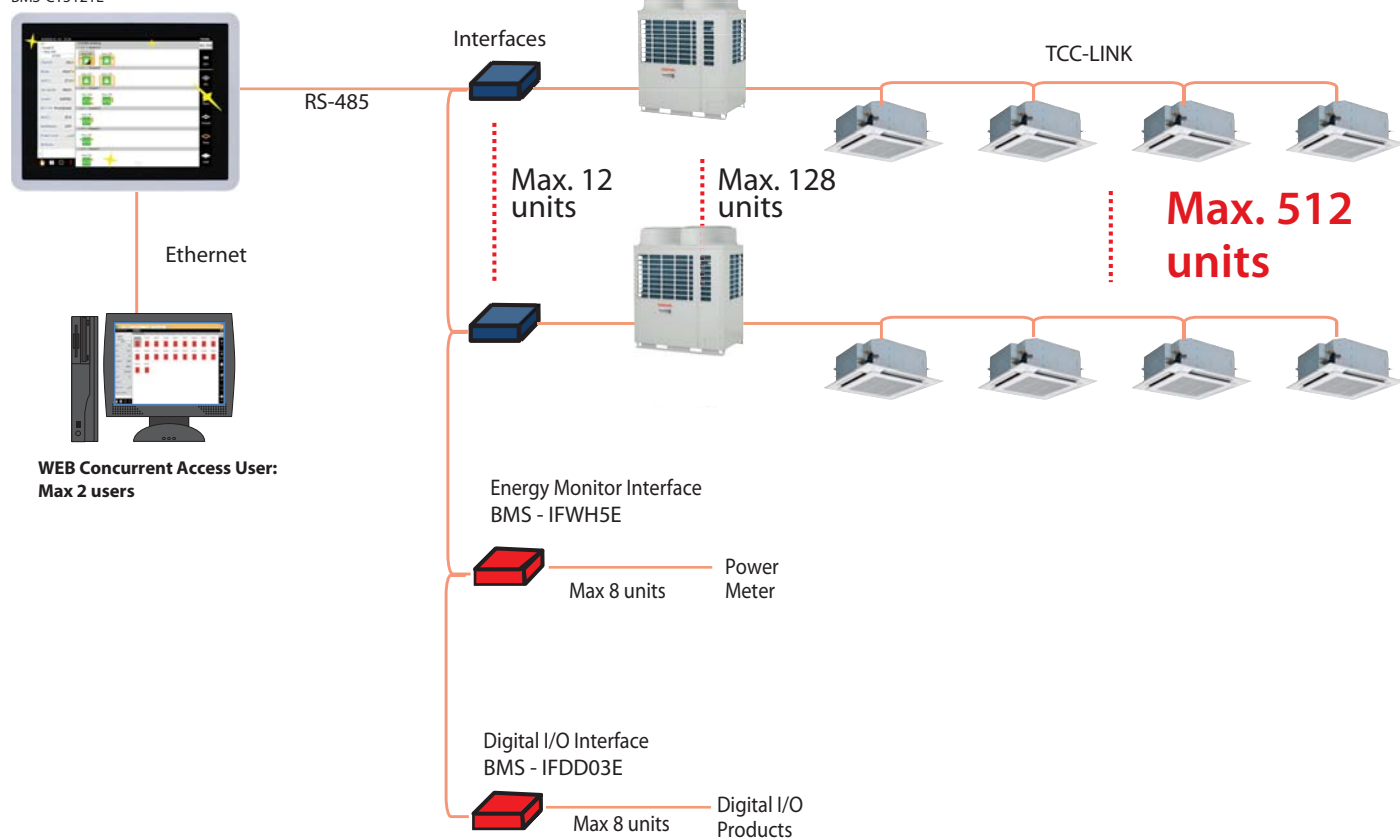 BMS-CT5121E
Interfaces
TCC-LINK
RS-485
Max. 12
units
Max. 128
units
Max. 512
units
Ethernet
WEB Concurrent Access User:
Max 2 users
Energy Monitor Interface
BMS - IFWH5E
Max 8 units
Power
Meter
Digital I/O Interface
BMS - IFDD03E
Max 8 units
Digital I/O
Products